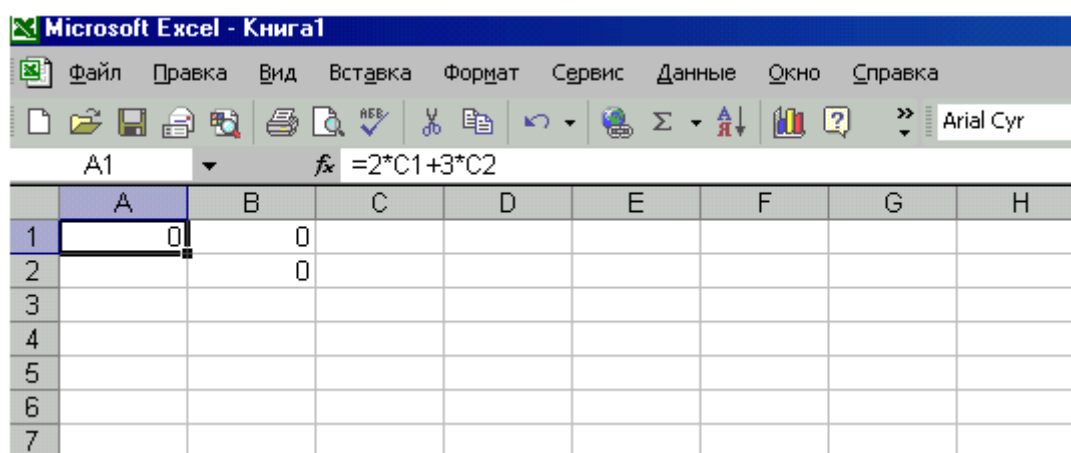 Microsoft Excel - Книга1
Файл Правка Вид Вставка Формат Сервис Данные Окно Справка
АБВ Σ А Я ? » Arial Cyr
A1 fx =2*C1+3*C2
A B C D E F G H
1 0 0
2 0
3
4
5
6
7